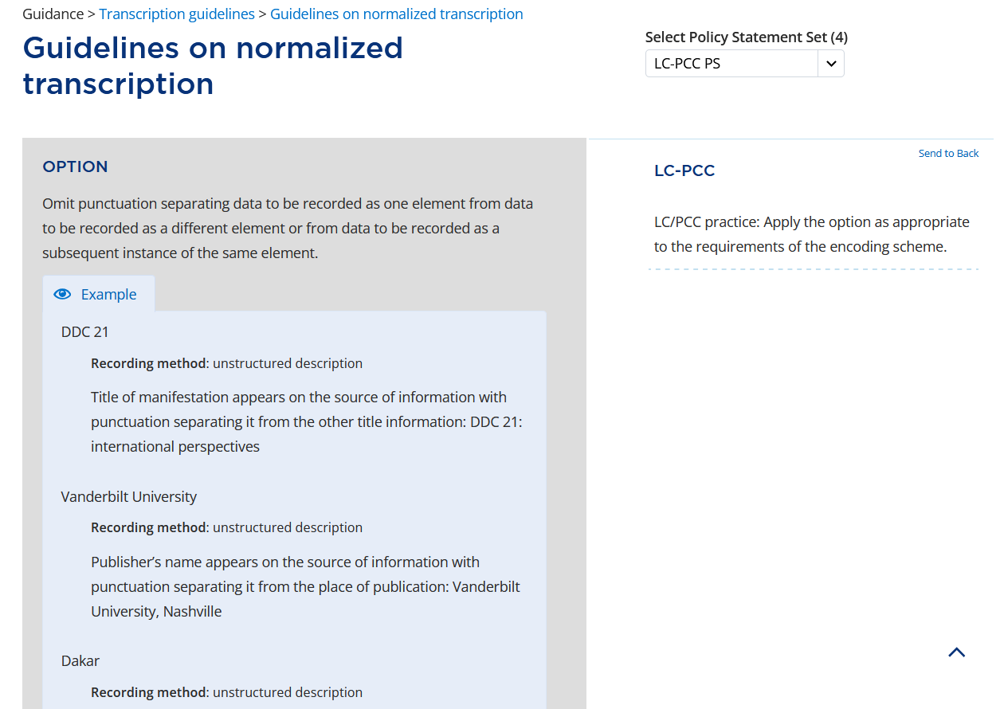 Guidance > Transcription guidelines > Guidelines on normalized transcription
Guidelines on normalized
transcription
Select Policy Statement Set (4)
LC-PCC PS
OPTION
Omit punctuation separating data to be recorded as one element from data
to be recorded as a different element or from data to be recorded as a
subsequent instance of the same element.
Example
DDC 21
Recording method: unstructured description
Title of manifestation appears on the source of information with
punctuation separating it from the other title information: DDC 21:
international perspectives
Vanderbilt University
Recording method: unstructured description
Publisher’s name appears on the source of information with
punctuation separating it from the place of publication: Vanderbilt
University, Nashville
Dakar
Recording method: unstructured description
Send to Back
LC-PCC
LC/PCC practice: Apply the option as appropriate
to the requirements of the encoding scheme.